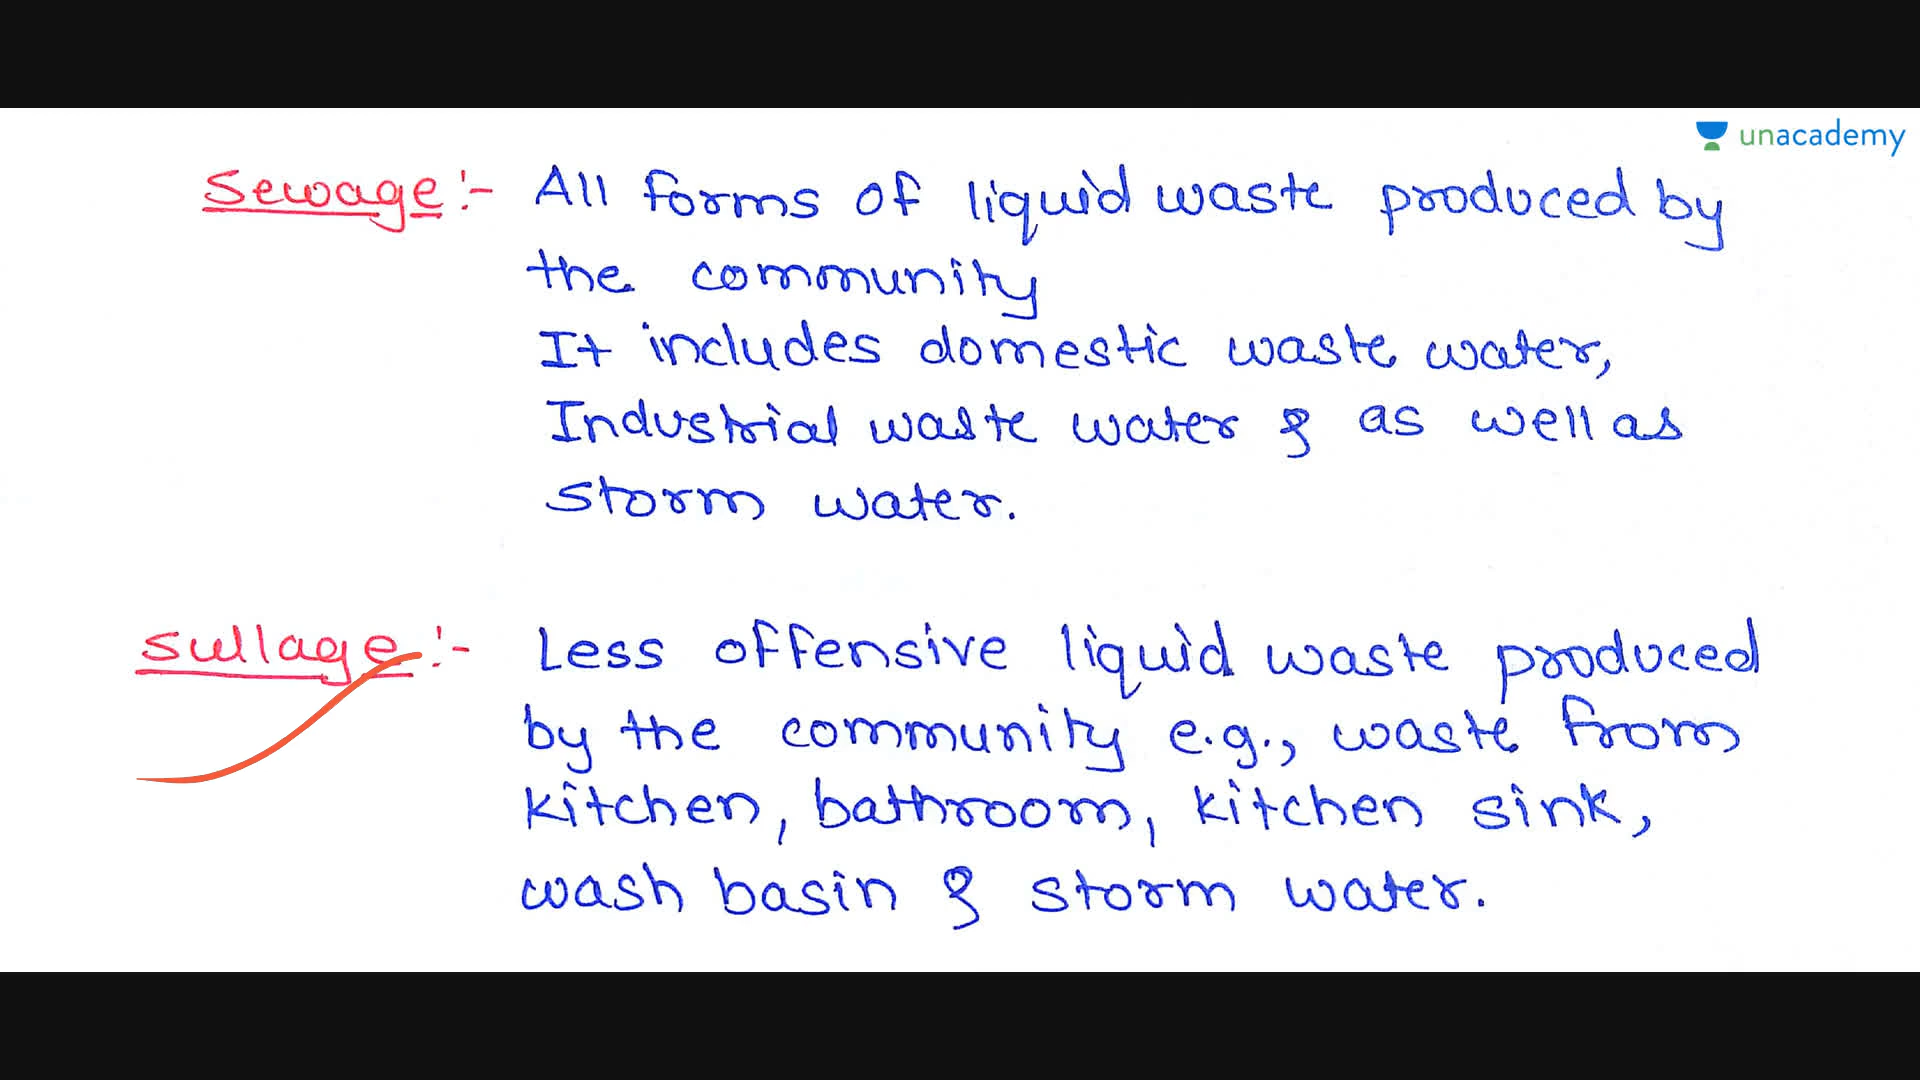 unacademy
Sewage:- All forms of liquid waste produced by
the community
It includes domestic waste water,
Industrial waste water & as well as
storm water.
Sullage:- Less offensive liquid waste produced
by the community e.g., waste from
kitchen, bathroom, kitchen sink,
wash basin & storm water.